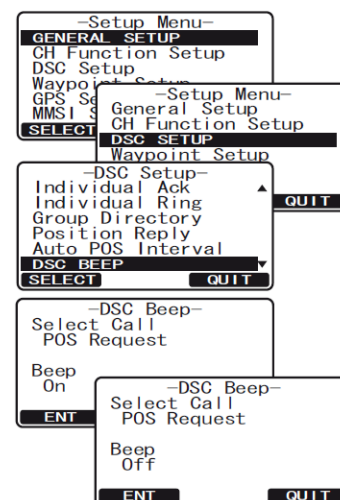 -Setup Menu-
GENERAL SETUP
CH Function Setup
DSC Setup
Waypoint Setup
GPS Se
MMSI S
SELECT
-Setup Menu-
General Setup
CH Function Setup
DSC SETUP
Waypoint Setup
QUIT
-DSC Setup-
Individual Ack
Individual Ring
Group Directory
Position Reply
Auto POS Interval
DSC BEEP
SELECT QUIT
-DSC Beep-
Select Call
POS Request
Beep
On
ENT
-DSC Beep-
Select Call
POS Request
Beep
Off
ENT QUIT